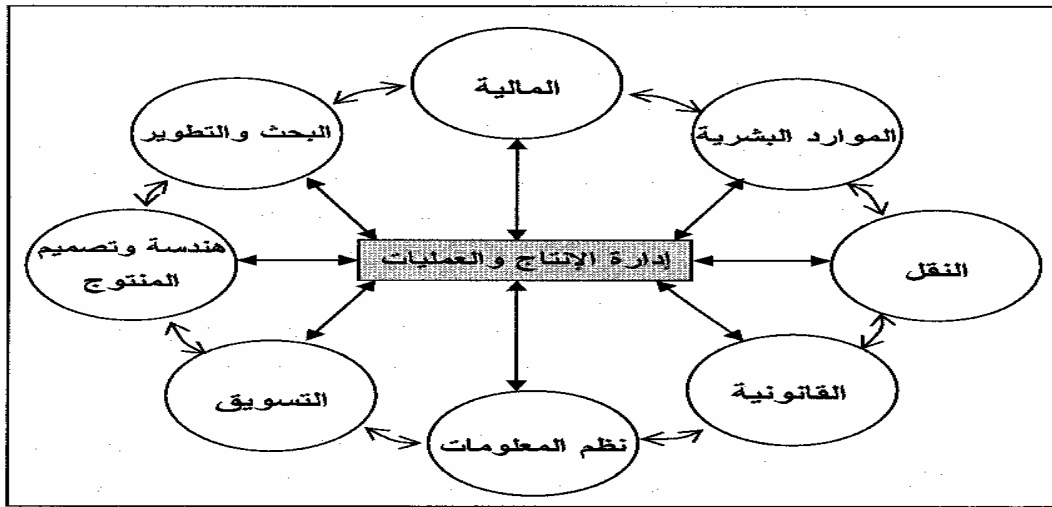 المالية
الموارد البشرية
البحث والتطوير
هندسة وتصميم
المنتوج
إدارة الإنتاج والعمليات
النقل
القانونية
التسويق
نظم المعلومات